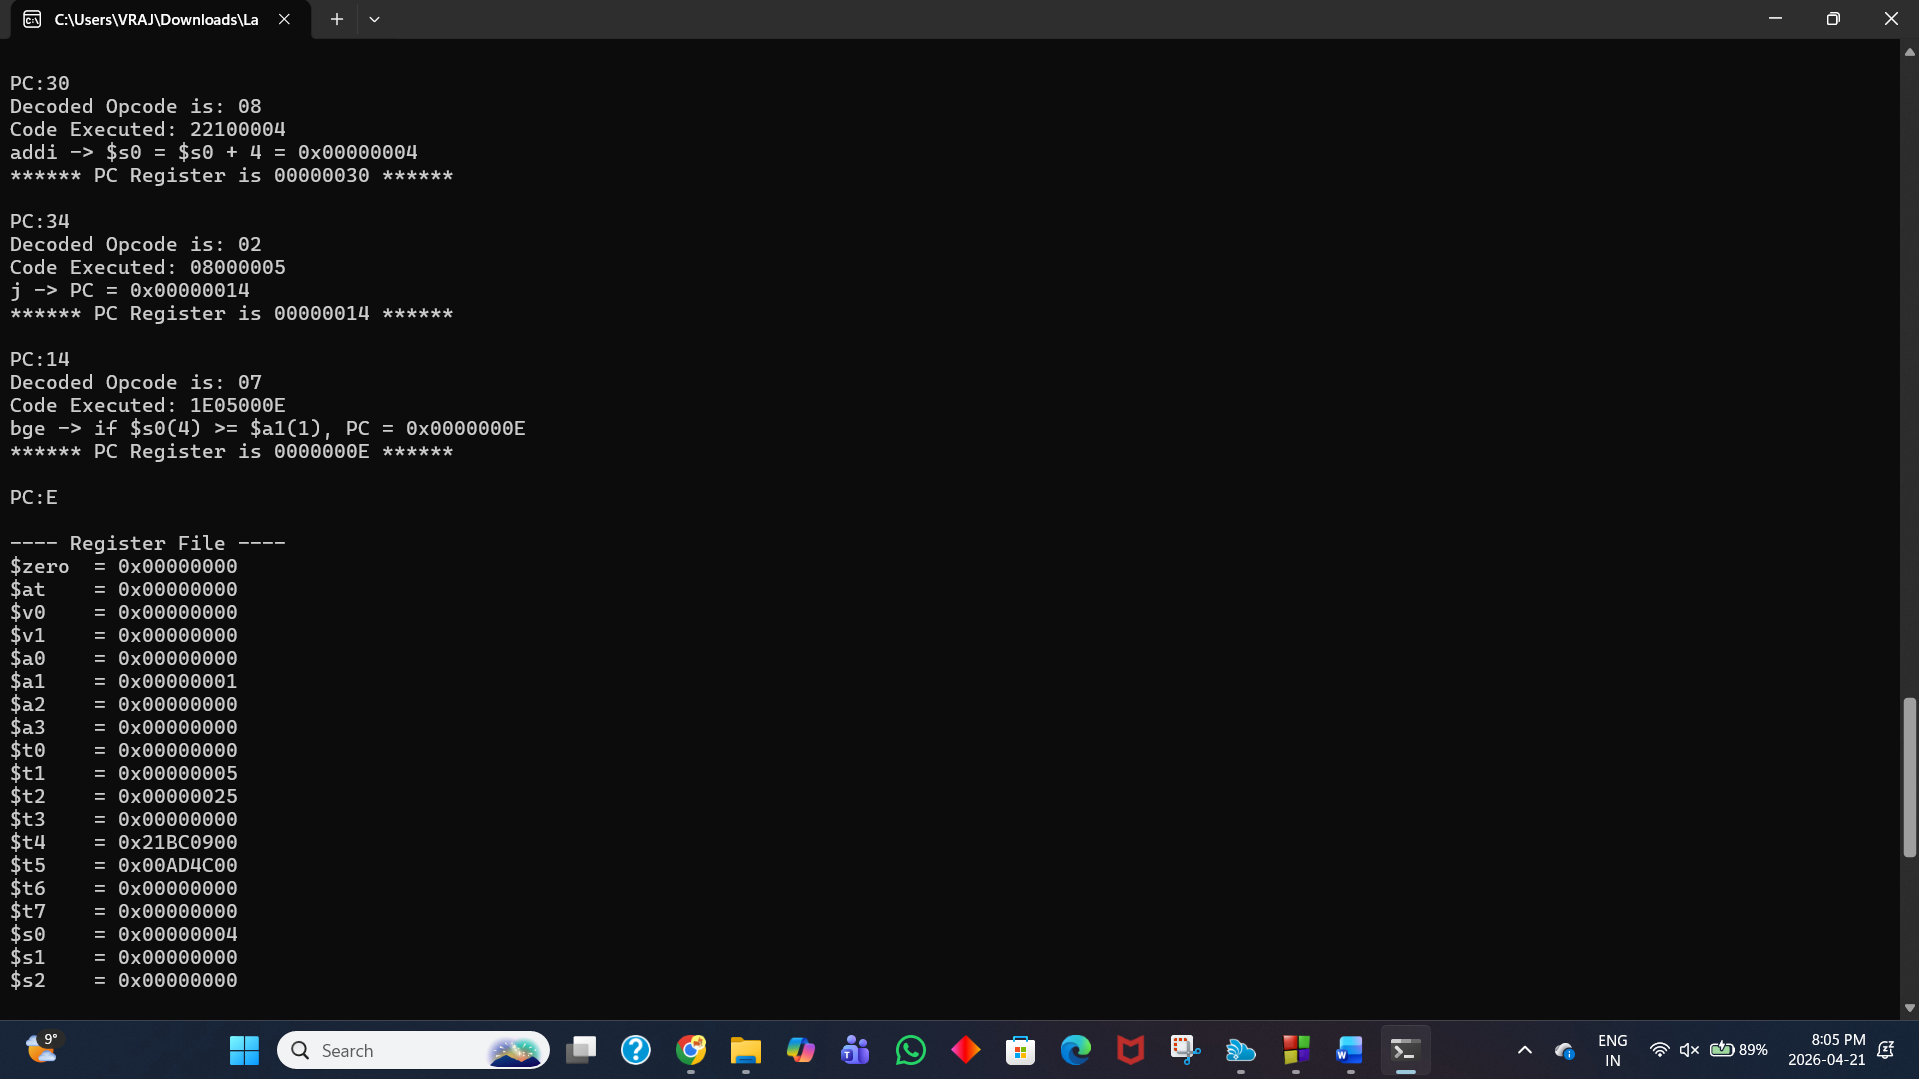 C:\Users\VRAJ\Downloads\La
PC:30
Decoded Opcode is: 08
Code Executed: 22100004
addi -> $s0 = $s0 + 4 = 0x00000004
****** PC Register is 00000030 ******
PC:34
Decoded Opcode is: 02
Code Executed: 08000005
j -> PC = 0x00000014
****** PC Register is 00000014 ******
PC:14
Decoded Opcode is: 07
Code Executed: 1E05000E
bge -> if $s0(4) >= $a1(1), PC = 0x0000000E
****** PC Register is 0000000E ******
PC:E
---- Register File ----
$zero = 0x00000000
$at = 0x00000000
$v0 = 0x00000000
$v1 = 0x00000000
$a0 = 0x00000000
$a1 = 0x00000001
$a2 = 0x00000000
$a3 = 0x00000000
$t0 = 0x00000000
$t1 = 0x00000005
$t2 = 0x00000025
$t3 = 0x00000000
$t4 = 0x21BC0900
$t5 = 0x00AD4C00
$t6 = 0x00000000
$t7 = 0x00000000
$s0 = 0x00000004
$s1 = 0x00000000
$s2 = 0x00000000
9°
Search
ENG
IN
89%
8:05 PM
2026-04-21